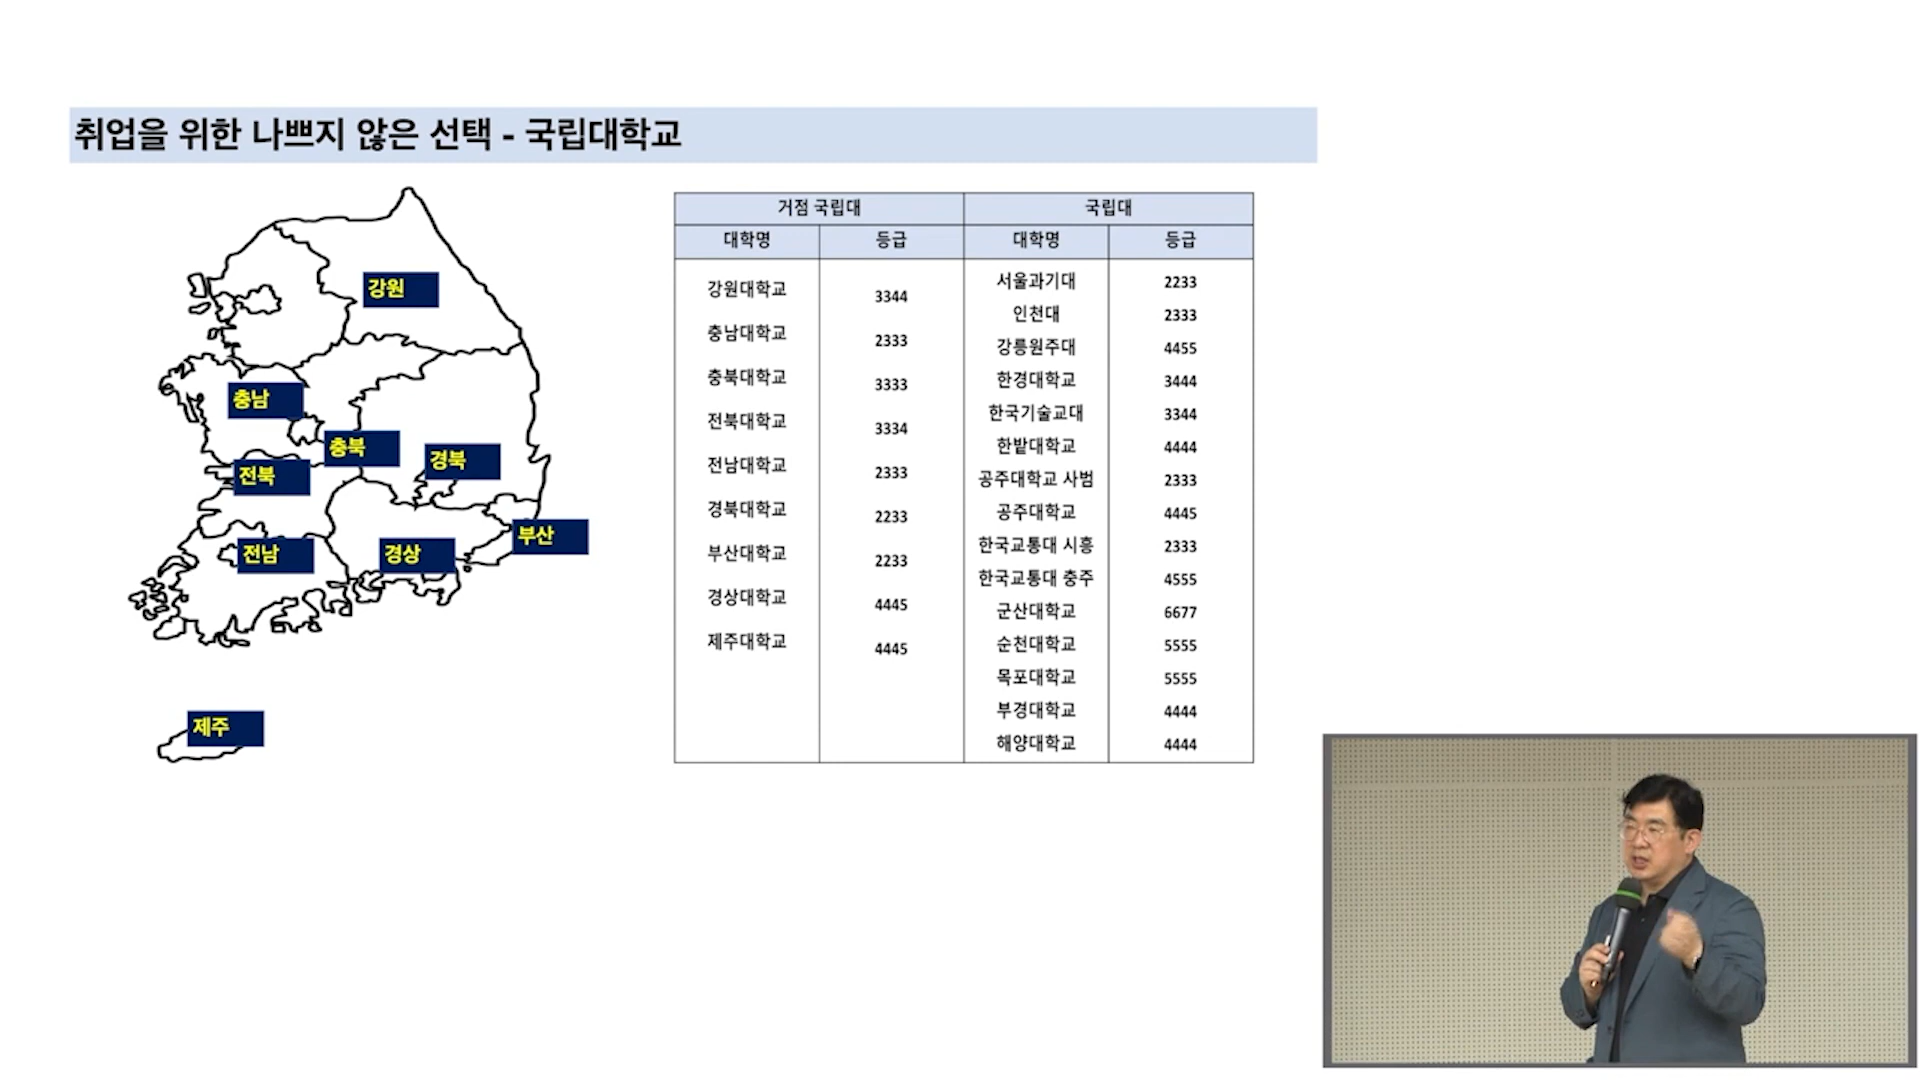 취업을 위한 나쁘지 않은 선택 - 국립대학교
강원
충남
충북
경북
전북
부산
전남
경상
제주
거점 국립대 국립대
대학명 등급 대학명 등급
강원대학교 3344
충남대학교 2333
충북대학교 3333
전북대학교 3334
전남대학교 2333
경북대학교 2233
부산대학교 2233
경상대학교 4445
제주대학교 4445
서울과기대 2233
인천대 2333
강릉원주대 4455
한경대학교 3444
한국기술교대 3344
한밭대학교 4444
공주대학교 사범 2333
공주대학교 4445
한국교통대 시흥 2333
한국교통대 충주 4555
군산대학교 6677
순천대학교 5555
목포대학교 5555
부경대학교 4444
해양대학교 4444